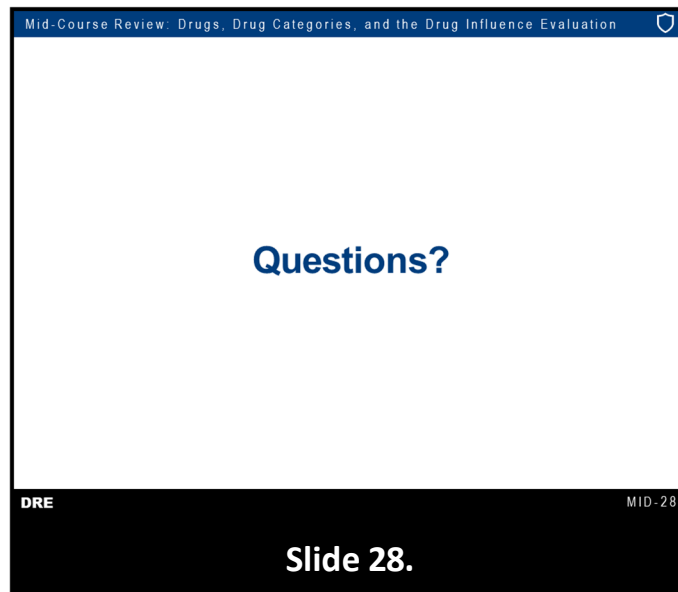 Mid-Course Review: Drugs, Drug Categories, and the Drug Influence Evaluation
Questions?
DRE
MID-28
Slide 28.